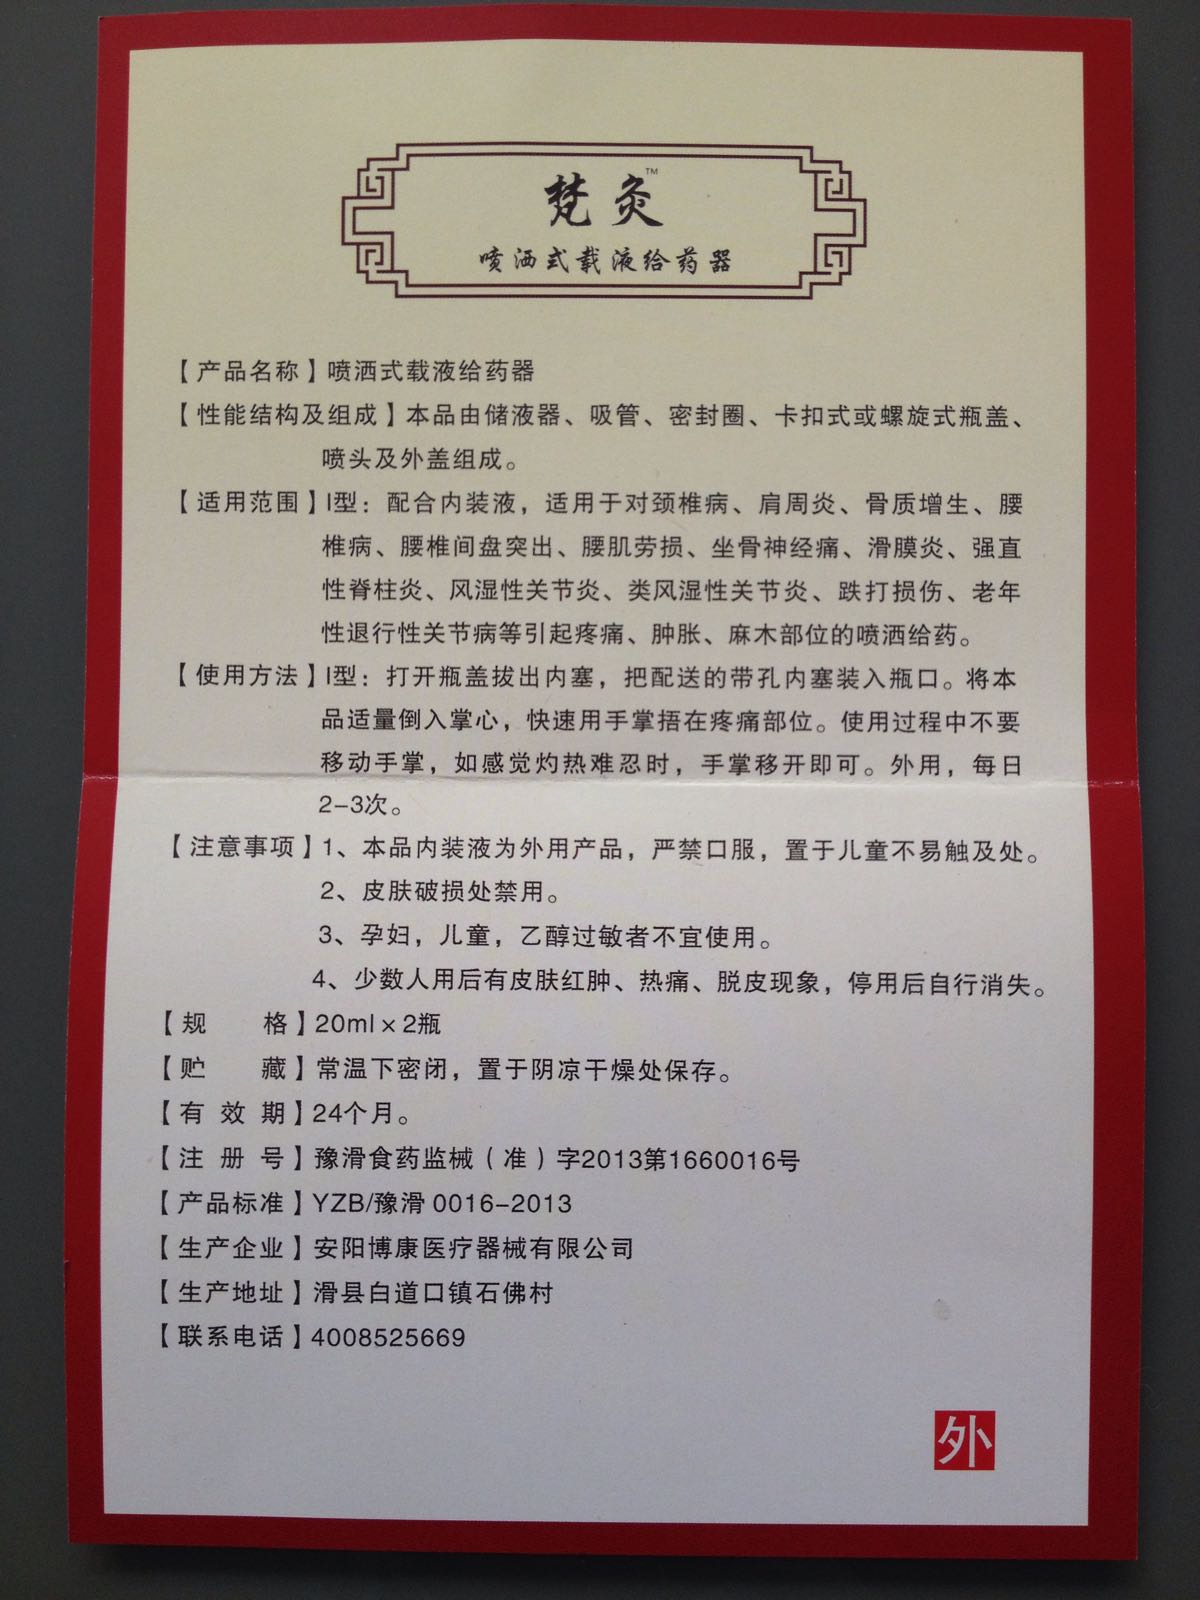 梵灸™
喷洒式载液给药器
【产品名称】喷洒式载液给药器
【性能结构及组成】本品由储液器、吸管、密封圈、卡扣式或螺旋式瓶盖、
喷头及外盖组成。
【适用范围】I型：配合内装液，适用于对颈椎病、肩周炎、骨质增生、腰
椎病、腰椎间盘突出、腰肌劳损、坐骨神经痛、滑膜炎、强直
性脊柱炎、风湿性关节炎、类风湿性关节炎、跌打损伤、老年
性退行性关节病等引起疼痛、肿胀、麻木部位的喷洒给药。
【使用方法】I型：打开瓶盖拔出内塞，把配送的带孔内塞装入瓶口。将本
品适量倒入掌心，快速用手掌捂在疼痛部位。使用过程中不要
移动手掌，如感觉灼热难忍时，手掌移开即可。外用，每日
2-3次。
【注意事项】1、本品内装液为外用产品，严禁口服，置于儿童不易触及处。
2、皮肤破损处禁用。
3、孕妇，儿童，乙醇过敏者不宜使用。
4、少数人用后有皮肤红肿、热痛、脱皮现象，停用后自行消失。
【规 格】20ml×2瓶
【贮 藏】常温下密闭，置于阴凉干燥处保存。
【有 效 期】24个月。
【注 册 号】豫滑食药监械（准）字2013第1660016号
【产品标准】YZB/豫滑 0016-2013
【生产企业】安阳博康医疗器械有限公司
【生产地址】滑县白道口镇石佛村
【联系电话】4008525669
外